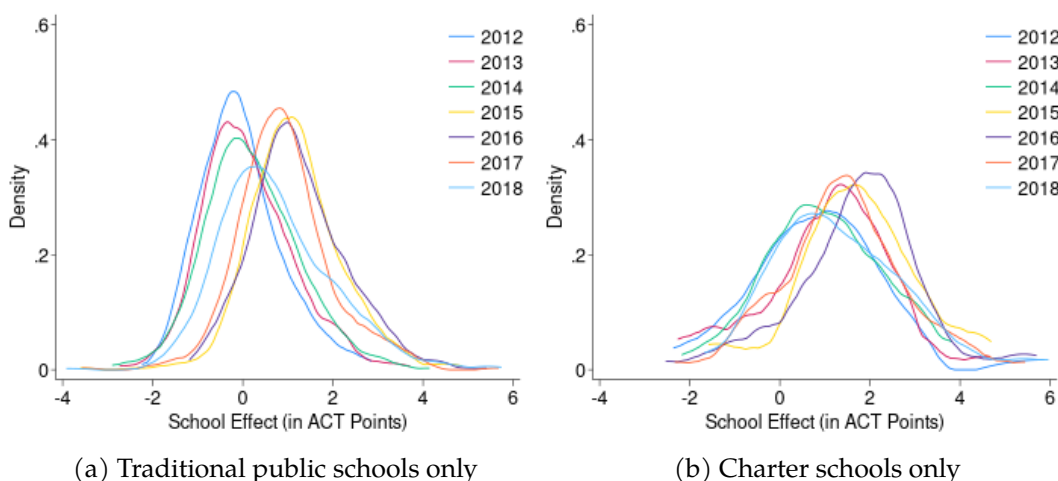 .6
.4
.2
0
Density
-4 -2 0 2 4 6
School Effect (in ACT Points)
2012
2013
2014
2015
2016
2017
2018
(a) Traditional public schools only
.6
.4
.2
0
Density
-4 -2 0 2 4 6
School Effect (in ACT Points)
2012
2013
2014
2015
2016
2017
2018
(b) Charter schools only